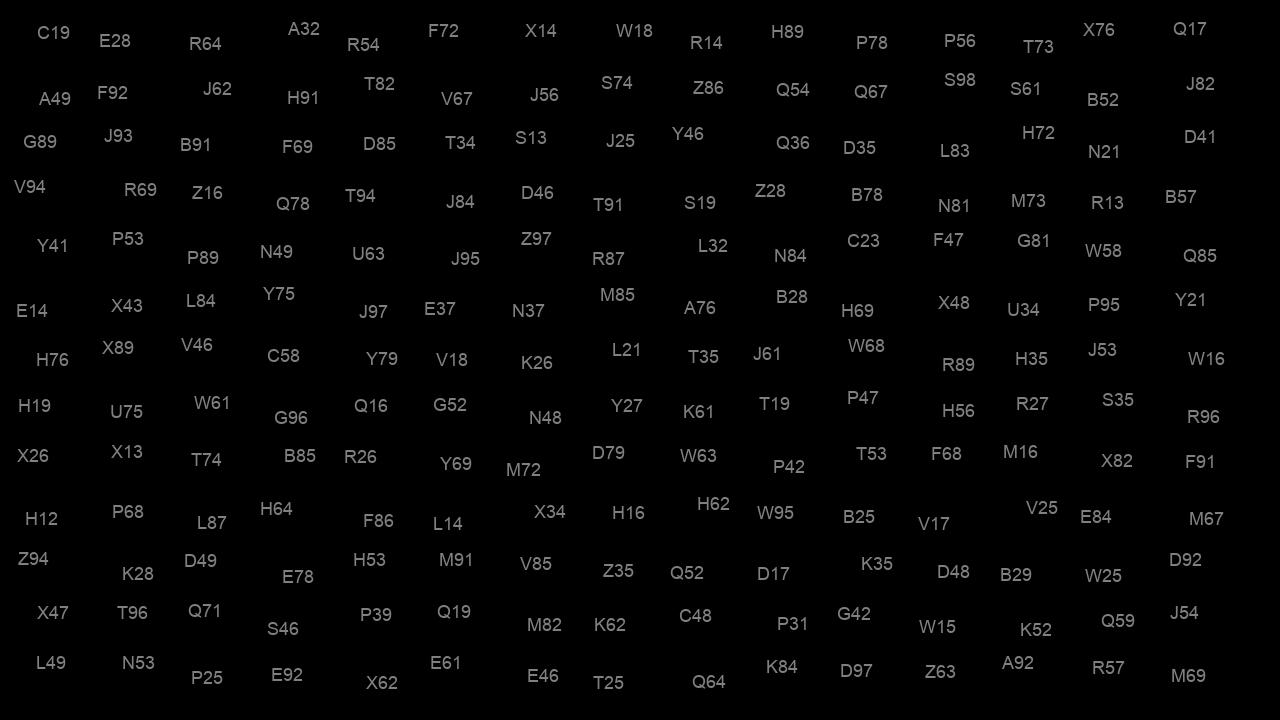 C19 E28 R64 A32 R54 F72 X14 W18 R14 H89 P78 P56 T73 X76 Q17
A49 F92 J62 H91 T82 V67 J56 S74 Z86 Q54 Q67 S98 S61 B52 J82
G89 J93 B91 F69 D85 T34 S13 J25 Y46 Q36 D35 L83 H72 N21 D41
V94 R69 Z16 Q78 T94 J84 D46 T91 S19 Z28 B78 N81 M73 R13 B57
Y41 P53 P89 N49 U63 J95 Z97 R87 L32 N84 C23 F47 G81 W58 Q85
E14 X43 L84 Y75 J97 E37 N37 M85 A76 B28 H69 X48 U34 P95 Y21
H76 X89 V46 C58 Y79 V18 K26 L21 T35 J61 W68 R89 H35 J53 W16
H19 U75 W61 G96 Q16 G52 N48 Y27 K61 T19 P47 H56 R27 S35 R96
X26 X13 T74 B85 R26 Y69 M72 D79 W63 P42 T53 F68 M16 X82 F91
H12 P68 L87 H64 F86 L14 X34 H16 H62 W95 B25 V17 V25 E84 M67
Z94 K28 D49 E78 H53 M91 V85 Z35 Q52 D17 K35 D48 B29 W25 D92
X47 T96 Q71 S46 P39 Q19 M82 K62 C48 P31 G42 W15 K52 Q59 J54
L49 N53 P25 E92 X62 E61 E46 T25 Q64 K84 D97 Z63 A92 R57 M69